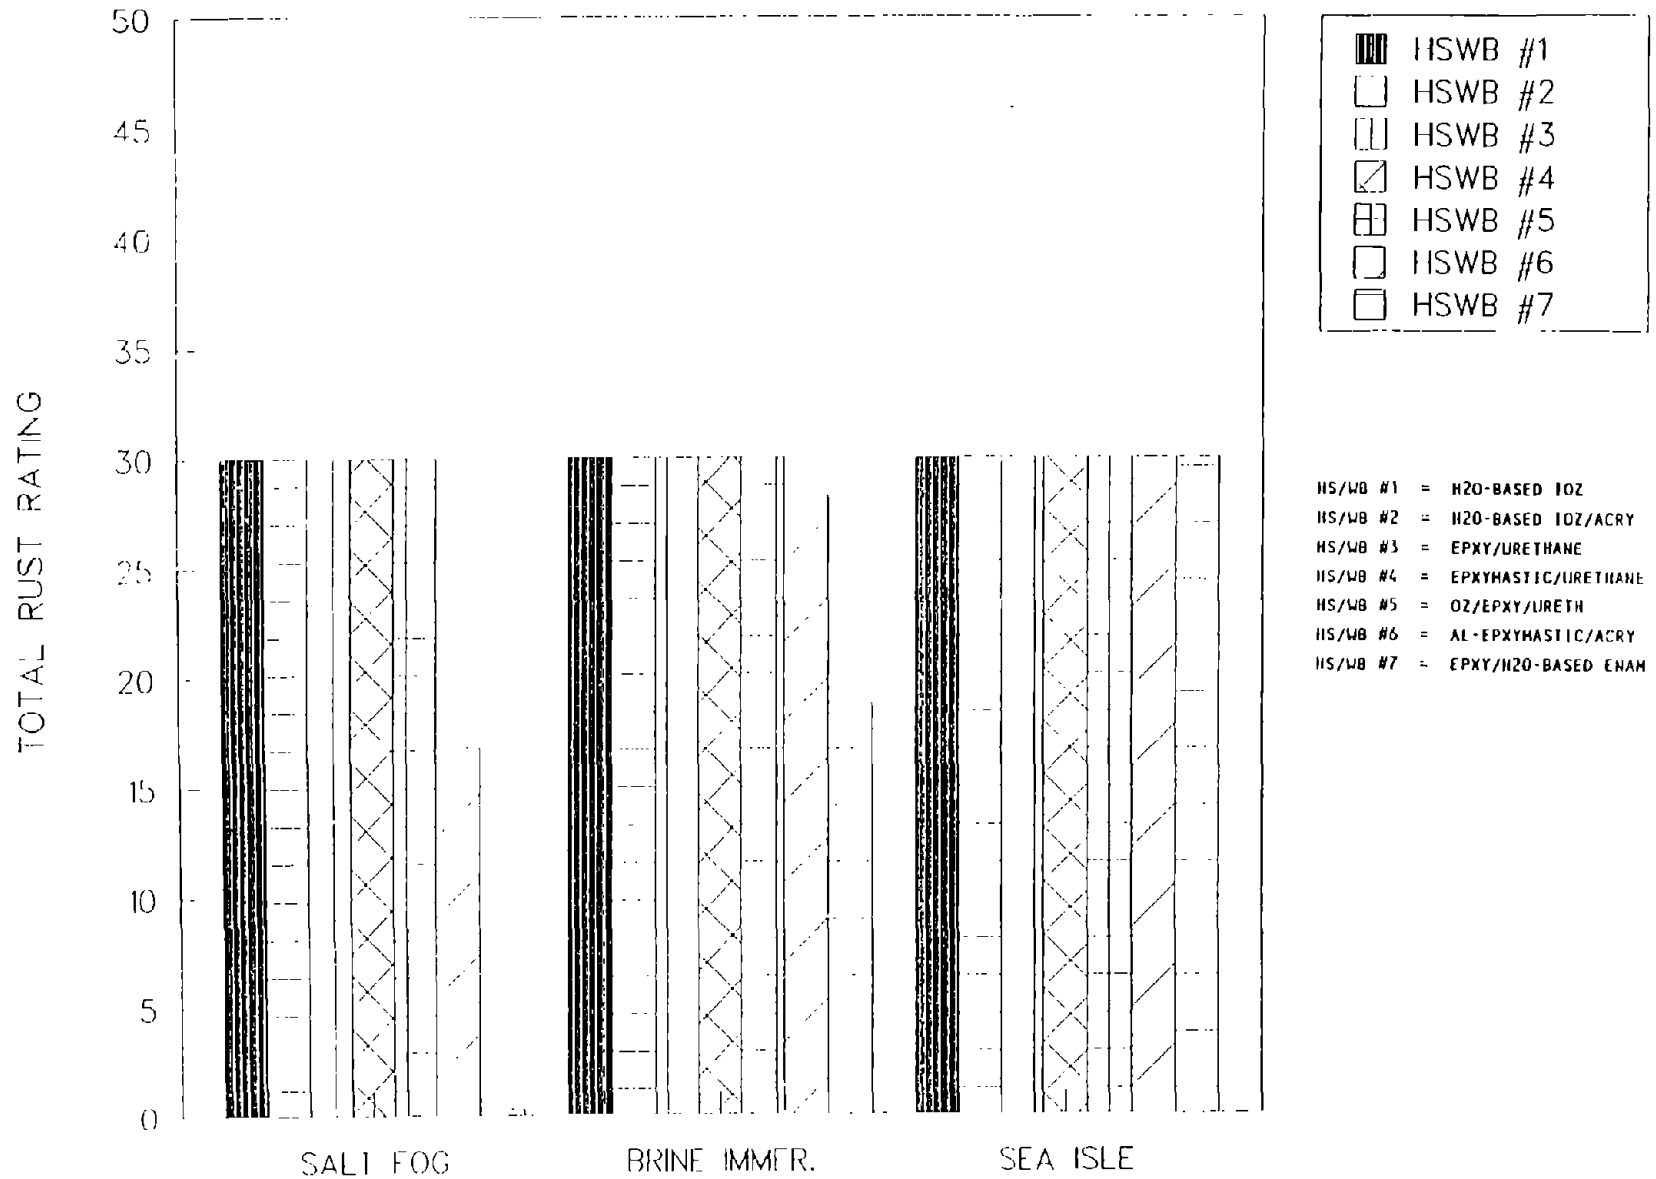 50
45
40
35
30
25
20
15
10
5
0
TOTAL RUST RATING
SALT FOG
BRINE IMMER.
SEA ISLE
HSWB #1
HSWB #2
HSWB #3
HSWB #4
HSWB #5
HSWB #6
HSWB #7
HS/WB #1 = H2O-BASED IOZ
HS/WB #2 = H2O-BASED IOZ/ACRY
HS/WB #3 = EPXY/URETHANE
HS/WB #4 = EPXYMASTIC/URETHANE
HS/WB #5 = OZ/EPXY/URETH
HS/WB #6 = AL-EPXYMASTIC/ACRY
HS/WB #7 = EPXY/H2O-BASED ENAM